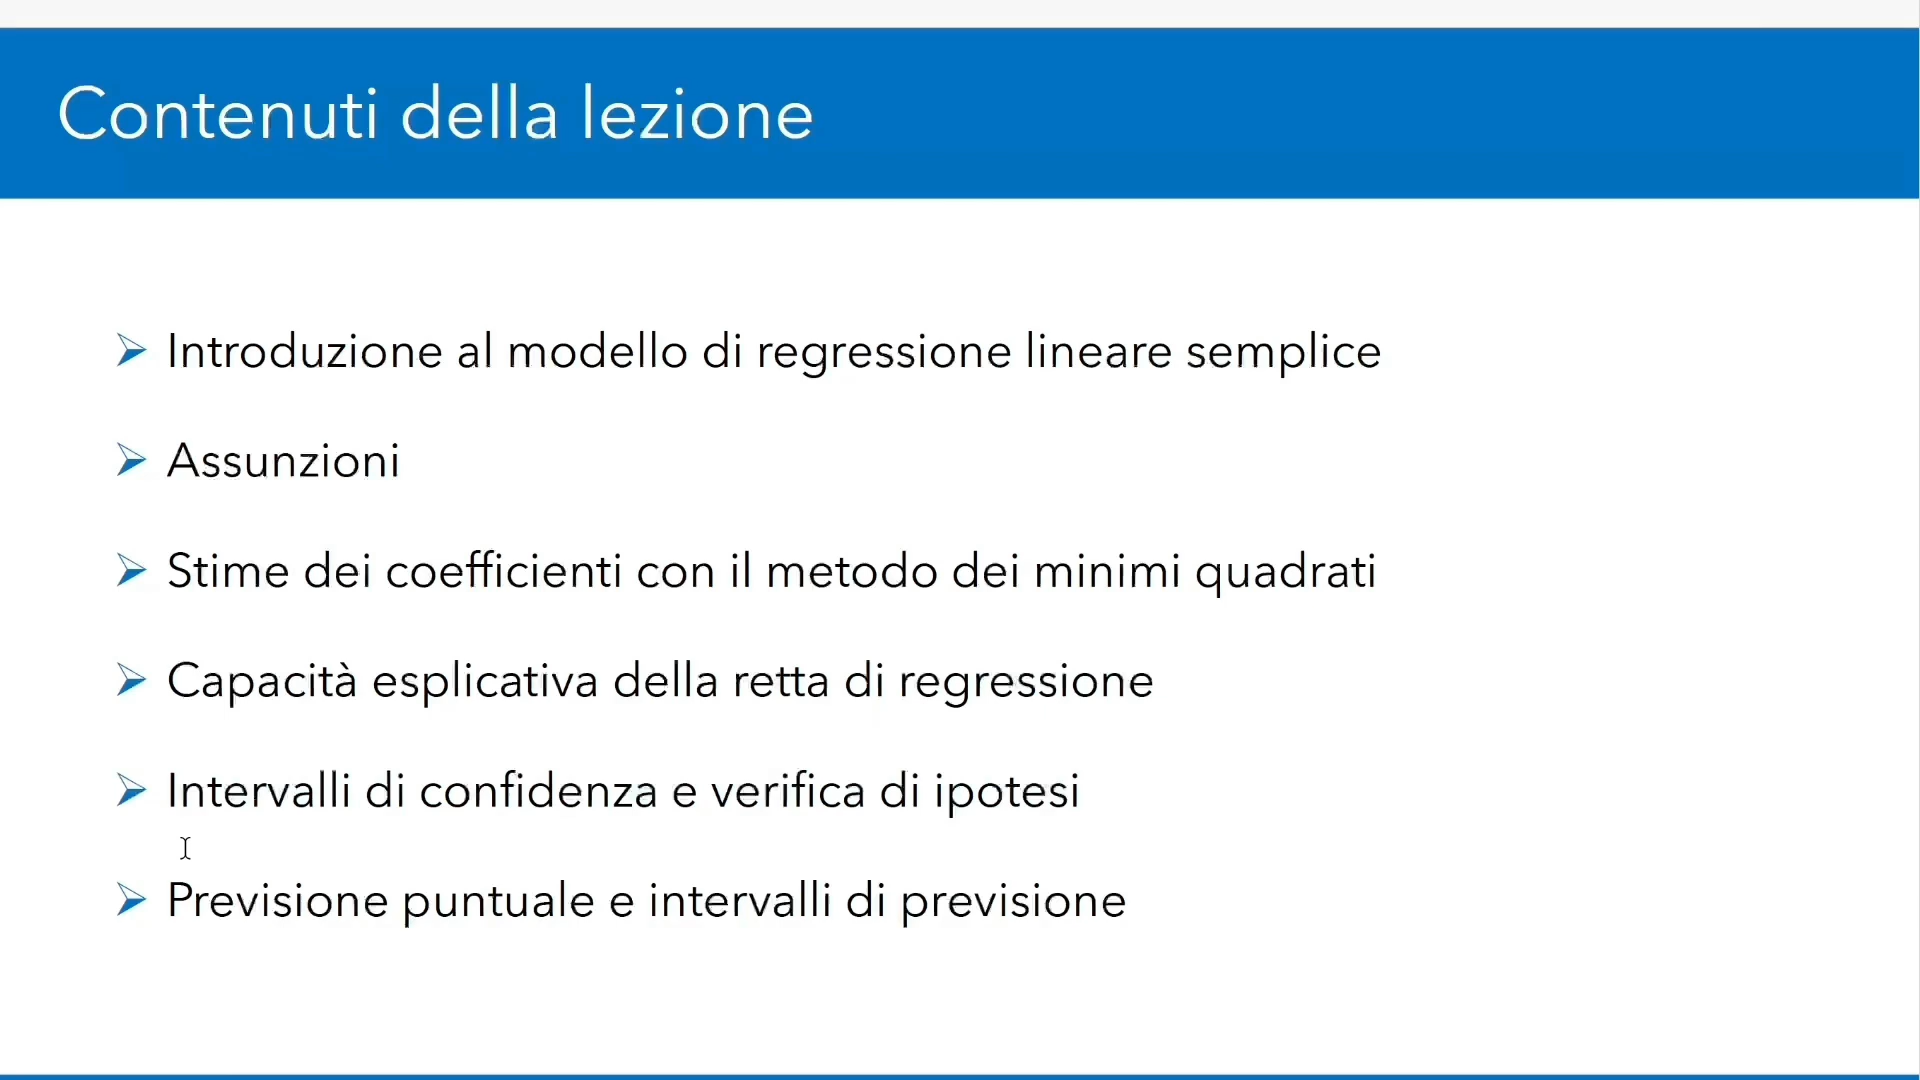 Contenuti della lezione
Introduzione al modello di regressione lineare semplice
Assunzioni
Stime dei coefficienti con il metodo dei minimi quadrati
Capacità esplicativa della retta di regressione
Intervalli di confidenza e verifica di ipotesi
Previsione puntuale e intervalli di previsione